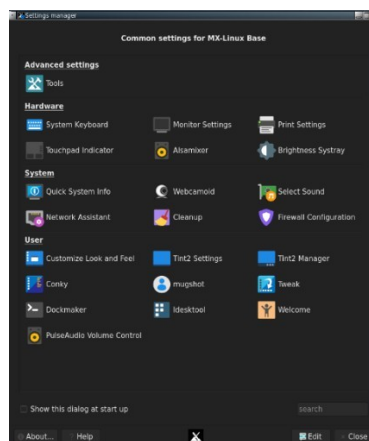 Settings manager
Common settings for MX-Linux Base
Advanced settings
Tools
Hardware
System Keyboard Monitor Settings Print Settings
Touchpad Indicator Alsamixer Brightness Systray
System
Quick System Info Webcamoid Select Sound
Network Assistant Cleanup Firewall Configuration
User
Customize Look and Feel Tint2 Settings Tint2 Manager
Conky mugshot Tweak
Dockmaker Idesktool Welcome
PulseAudio Volume Control
Show this dialog at start up search
About... Help Edit Close